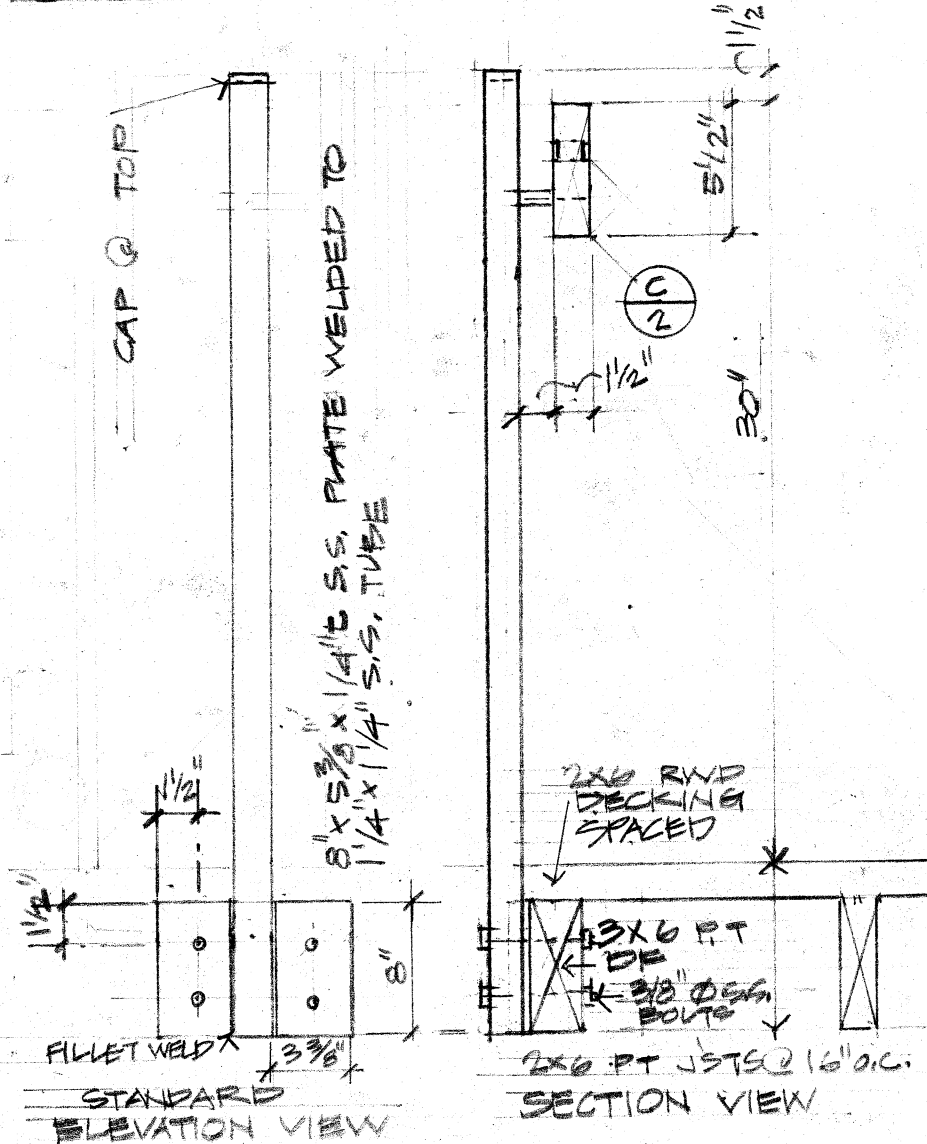 CAP @ TOP
8" X 5 3/8" X 1/4" t S.S. PLATE WELDED TO
1 1/4" X 1 1/4" S.S. TUBE
1 1/2"
1 1/2"
8"
3 3/8"
FILLET WELD
STANDARD
ELEVATION VIEW
1 1/2"
5 1/2"
C
2
1 1/2"
30"
2X6 RWD
DECKING
SPACED
3X6 P.T
DF
3/8" Ø S.S.
BOLTS
2X6 PT J'STS @ 16" O.C.
SECTION VIEW